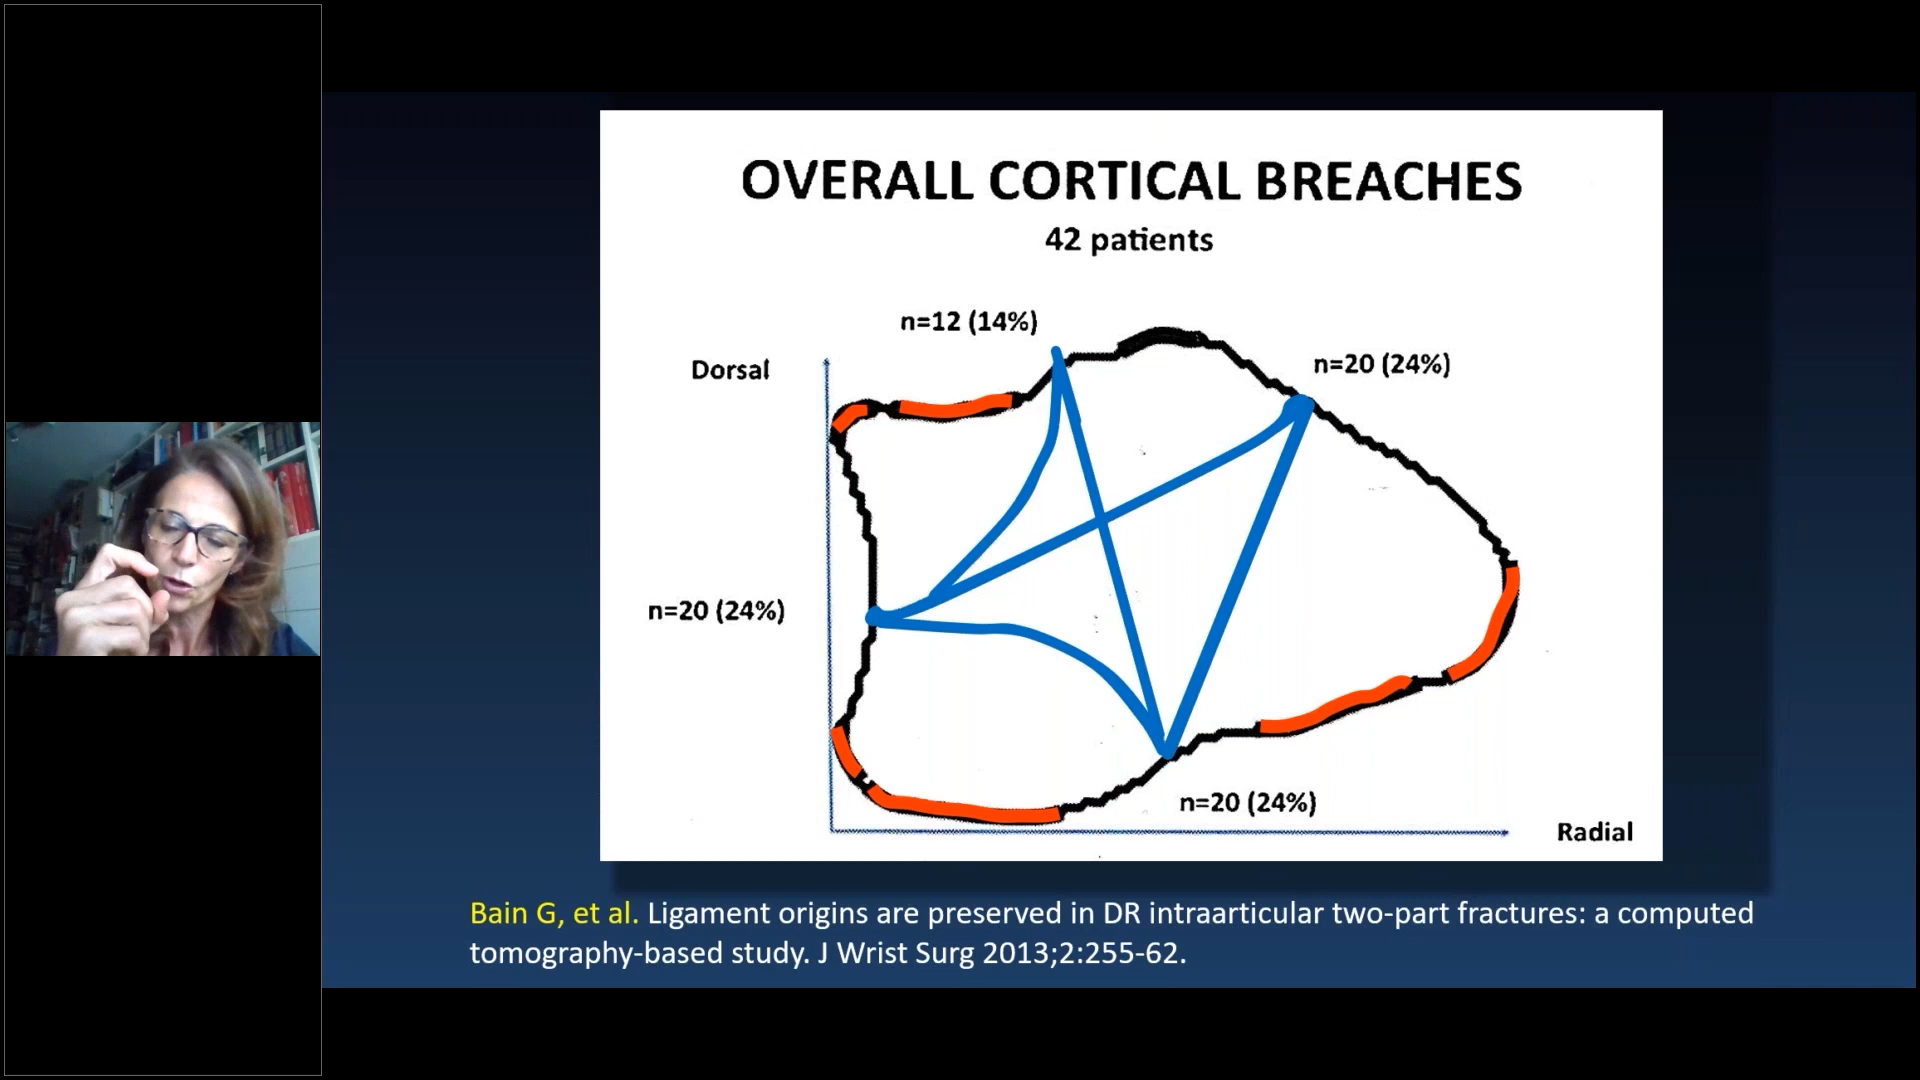 OVERALL CORTICAL BREACHES
42 patients
n=12 (14%)
Dorsal
n=20 (24%)
n=20 (24%)
n=20 (24%)
Radial
Bain G, et al. Ligament origins are preserved in DR intraarticular two-part fractures: a computed
tomography-based study. J Wrist Surg 2013;2:255-62.